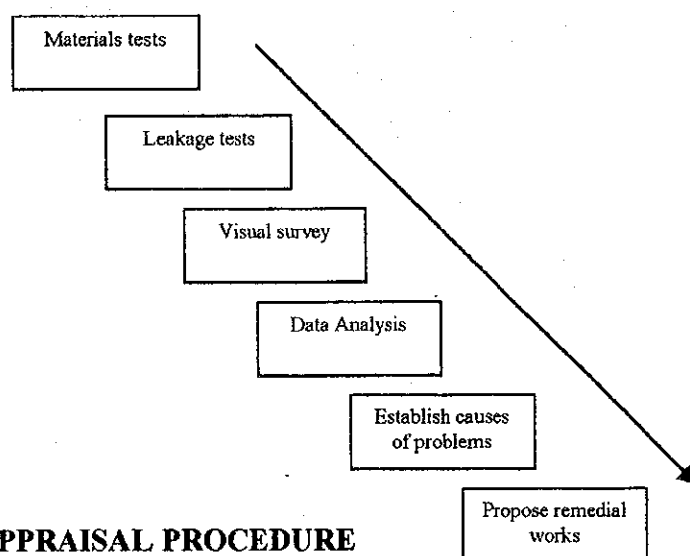 Materials tests
Leakage tests
Visual survey
Data Analysis
Establish causes
of problems
Propose remedial
works
PPRAISAL PROCEDURE